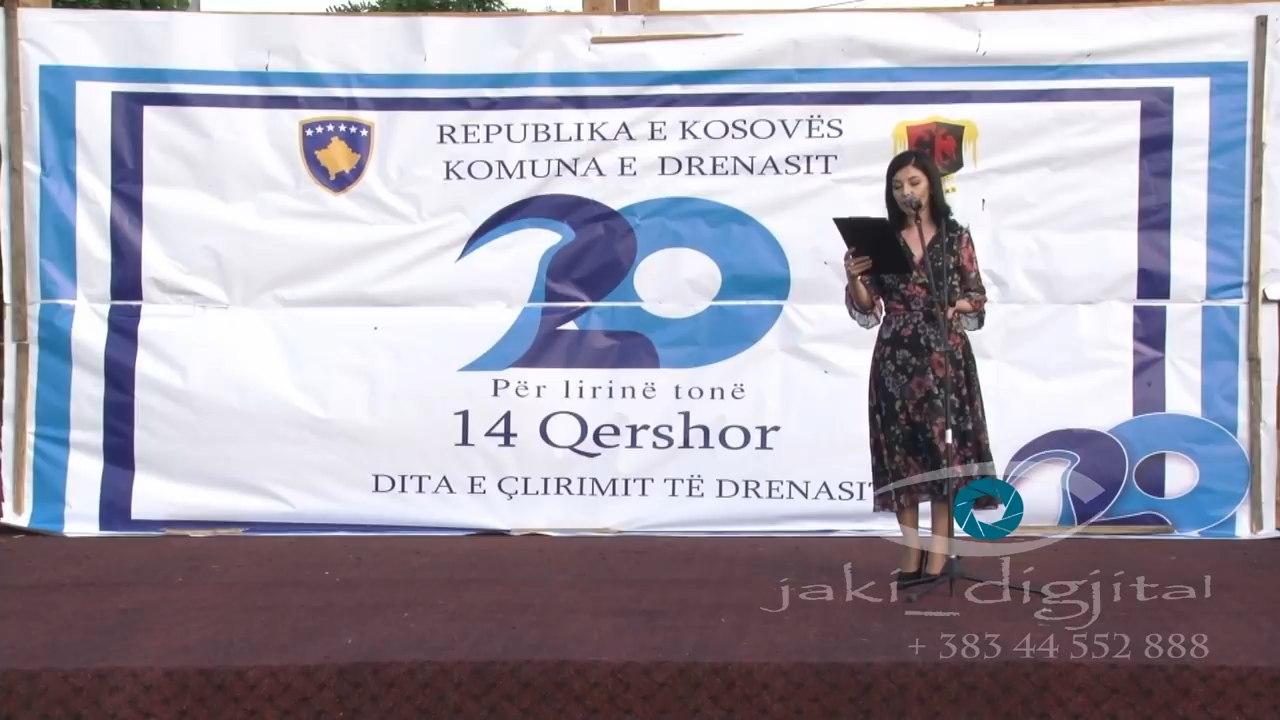 REPUBLIKA E KOSOVËS
KOMUNA E DRENASIT
20
Për lirinë tonë
14 Qershor
DITA E ÇLIRIMIT TË DRENASIT
20
jaki_digjital
+ 383 44 552 888